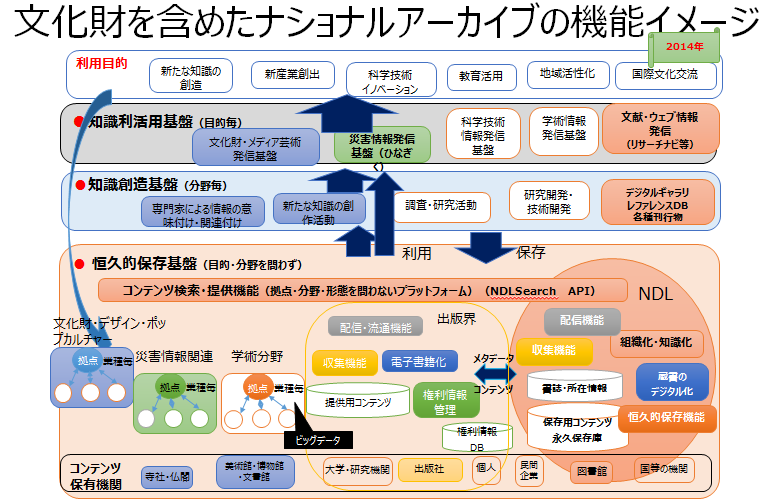 文化財を含めたナショナルアーカイブの機能イメージ
2014年
利用目的
新たな知識の
創造
新産業創出
科学技術
イノベーション
教育活用
地域活性化
国際文化交流
●知識利活用基盤（目的毎）
文化財・メディア芸術
発信基盤
災害情報発信
基盤（ひなぎ
く）
科学技術
情報発信
基盤
学術情報
発信基盤
文献・ウェブ情報
発信
（リサーチナビ等）
●知識創造基盤（分野毎）
専門家による情報の意
味付け・関連付け
新たな知識の創
作活動
調査・研究活動
研究開発・
技術開発
デジタルギャラリ
レファレンスDB
各種刊行物
利用
保存
●恒久的保存基盤（目的・分野を問わず）
コンテンツ検索・提供機能（拠点・分野・形態を問わないプラットフォーム）（NDLSearch API）
NDL
文化財・デザイン・ポッ
プカルチャー
拠点
業種毎
災害情報関連
拠点
業種毎
学術分野
拠点
業種毎
ビッグデータ
出版界
配信・流通機能
収集機能
電子書籍化
提供用コンテンツ
権利情報
管理
権利情報
DB
メタデータ
コンテンツ
配信機能
収集機能
組織化・知識化
書誌・所在情報
蔵書の
デジタル化
保存用コンテンツ
永久保存庫
恒久的保存機能
コンテンツ
保有機関
寺社・仏閣
美術館・博物館
・文書館
大学・研究機関
出版社
個人
民間
企業
図書館
国等の機関